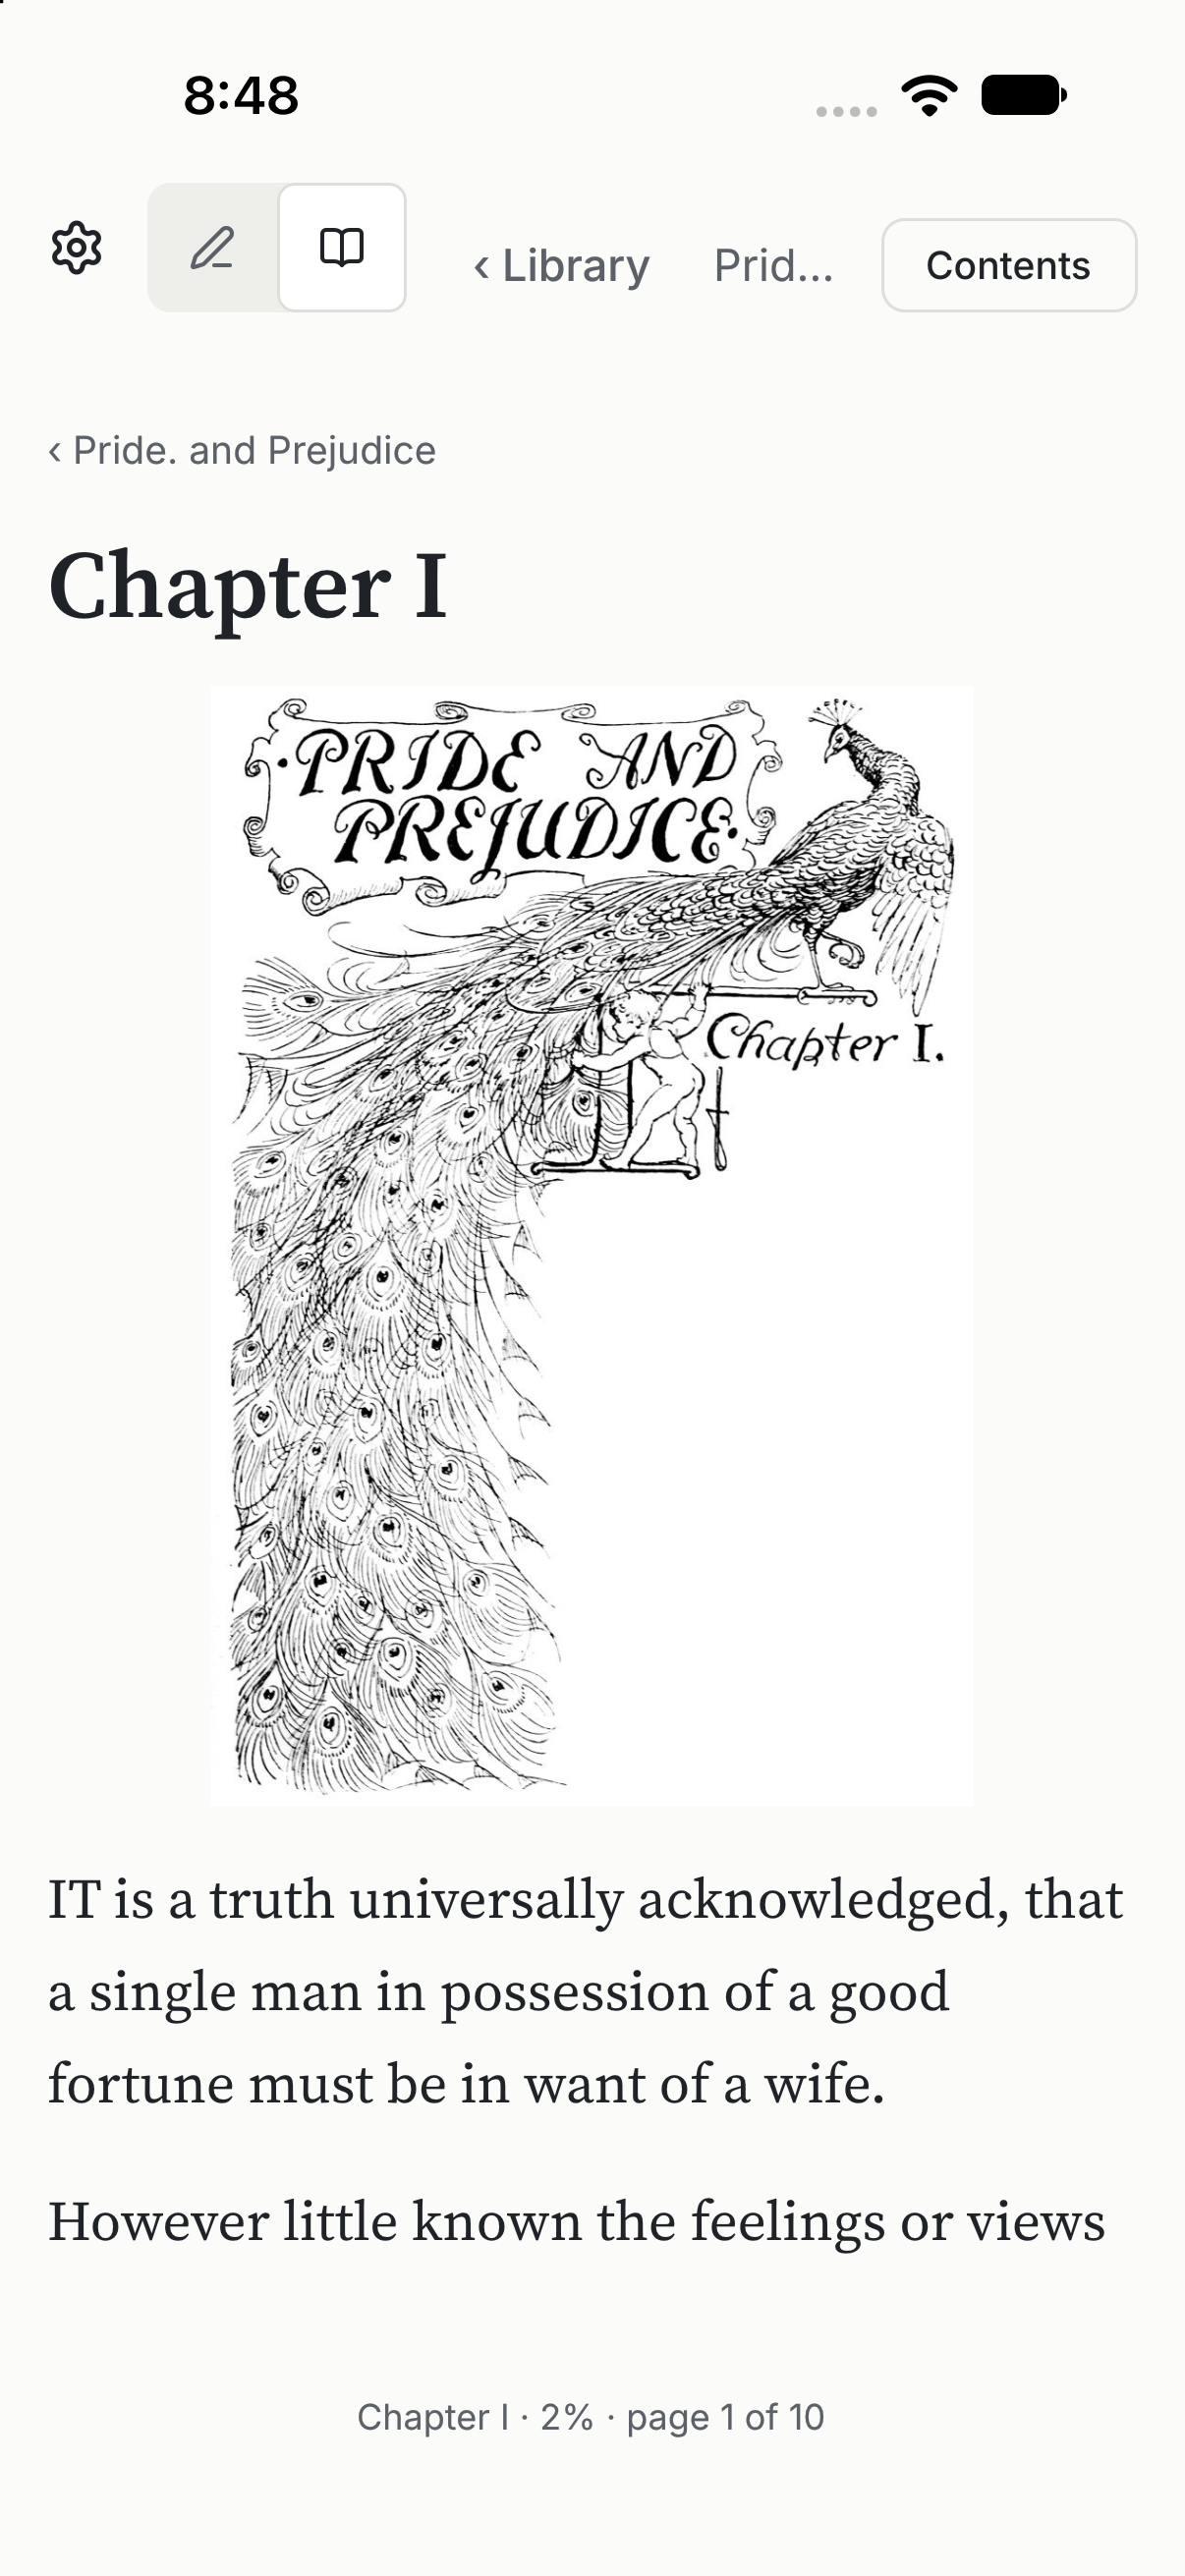 8:48
‹ Library
Prid...
Contents
‹ Pride. and Prejudice
Chapter I
·PRIDE AND
PREJUDICE·
Chapter I.
It
IT is a truth universally acknowledged, that
a single man in possession of a good
fortune must be in want of a wife.
However little known the feelings or views
Chapter I · 2% · page 1 of 10